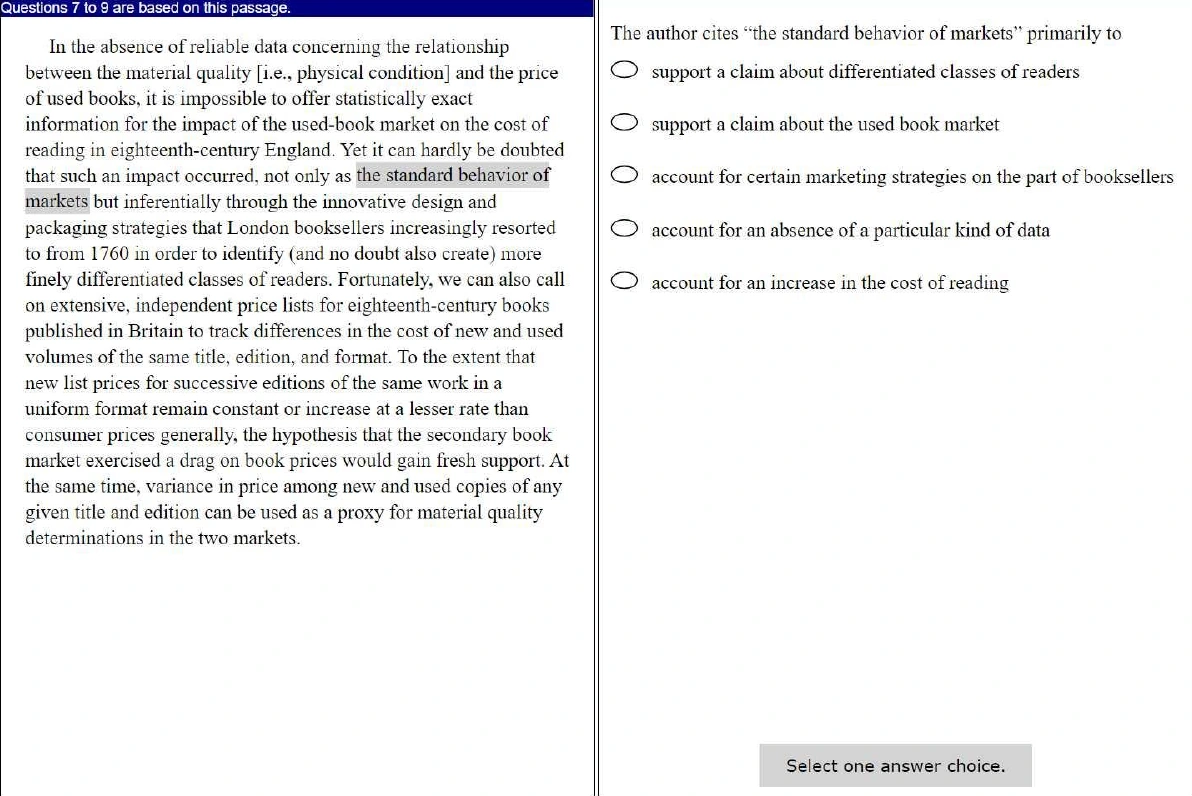 Questions 7 to 9 are based on this passage.
In the absence of reliable data concerning the relationship
between the material quality [i.e., physical condition] and the price
of used books, it is impossible to offer statistically exact
information for the impact of the used-book market on the cost of
reading in eighteenth-century England. Yet it can hardly be doubted
that such an impact occurred, not only as the standard behavior of
markets but inferentially through the innovative design and
packaging strategies that London booksellers increasingly resorted
to from 1760 in order to identify (and no doubt also create) more
finely differentiated classes of readers. Fortunately, we can also call
on extensive, independent price lists for eighteenth-century books
published in Britain to track differences in the cost of new and used
volumes of the same title, edition, and format. To the extent that
new list prices for successive editions of the same work in a
uniform format remain constant or increase at a lesser rate than
consumer prices generally, the hypothesis that the secondary book
market exercised a drag on book prices would gain fresh support. At
the same time, variance in price among new and used copies of any
given title and edition can be used as a proxy for material quality
determinations in the two markets.
The author cites “the standard behavior of markets” primarily to
support a claim about differentiated classes of readers
support a claim about the used book market
account for certain marketing strategies on the part of booksellers
account for an absence of a particular kind of data
account for an increase in the cost of reading
Select one answer choice.